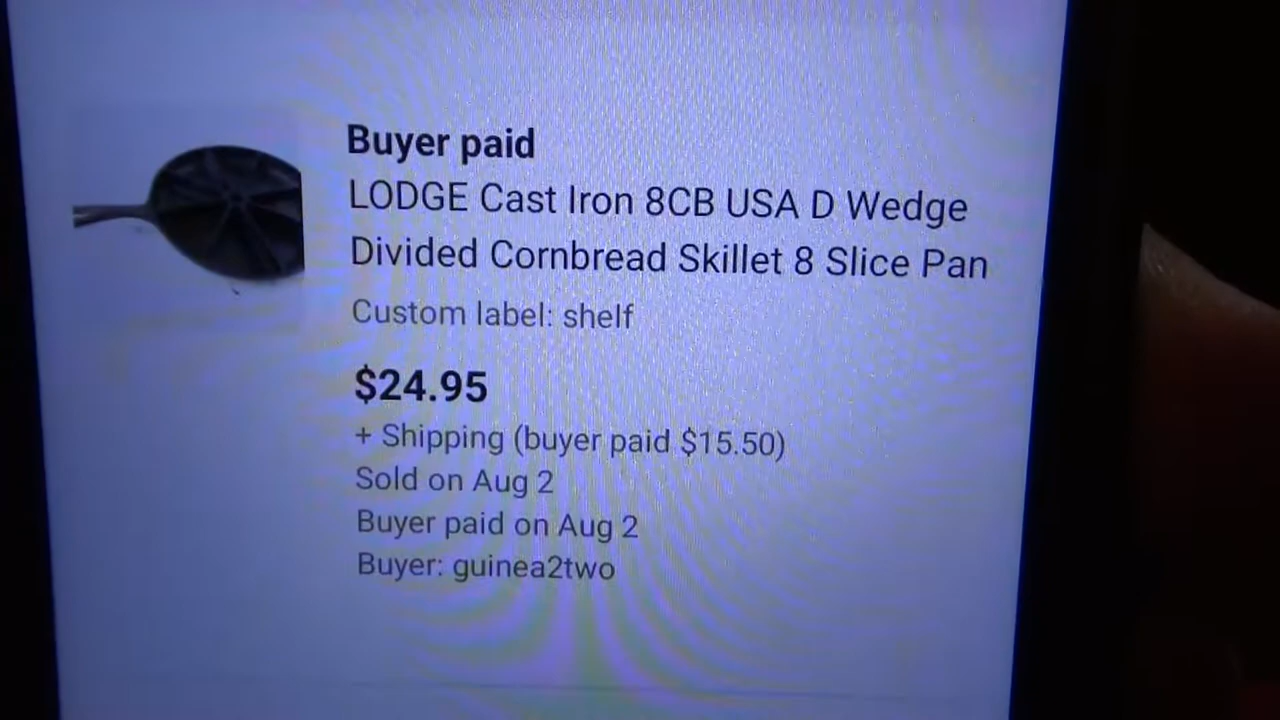 Buyer paid
LODGE Cast Iron 8CB USA D Wedge
Divided Cornbread Skillet 8 Slice Pan
Custom label: shelf
$24.95
+ Shipping (buyer paid $15.50)
Sold on Aug 2
Buyer paid on Aug 2
Buyer: guinea2two